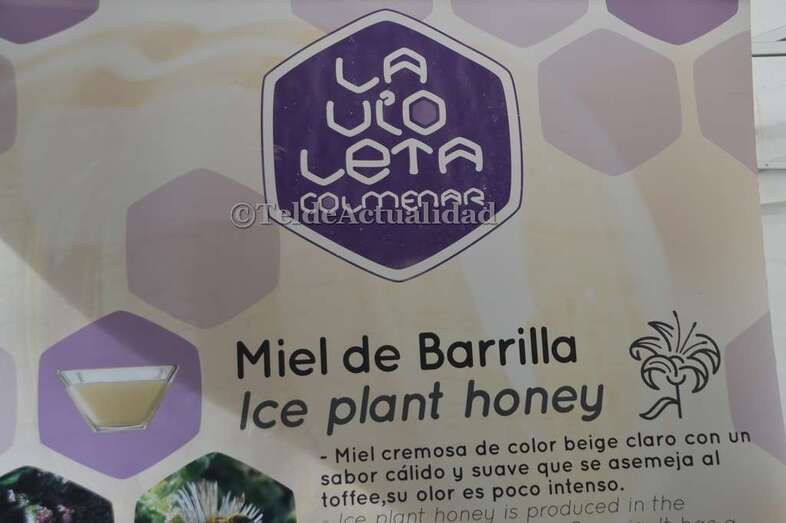 LA
VIO
LETA
COLMENAR
©TeldeActualidad
Miel de Barrilla
Ice plant honey
- Miel cremosa de color beige claro con un
sabor cálido y suave que se asemeja al
toffee,su olor es poco intenso.
- Ice plant honey is produced in the